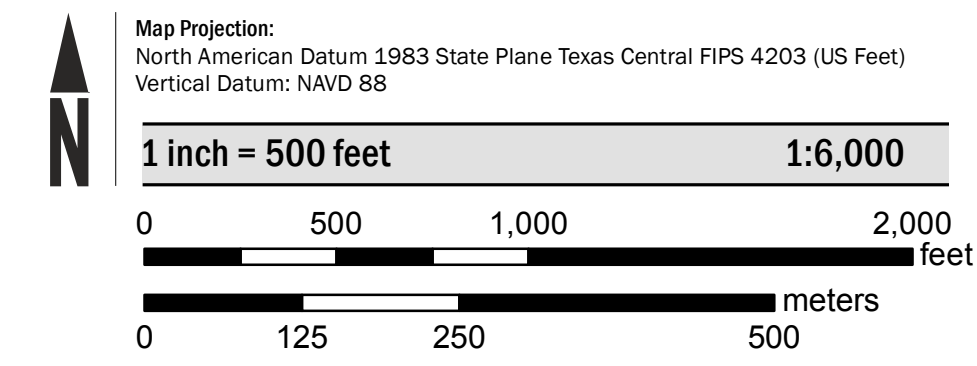 Map Projection:
North American Datum 1983 State Plane Texas Central FIPS 4203 (US Feet)
Vertical Datum: NAVD 88
N
1 inch = 500 feet 1:6,000
0 500 1,000 2,000
feet
meters
0 125 250 500